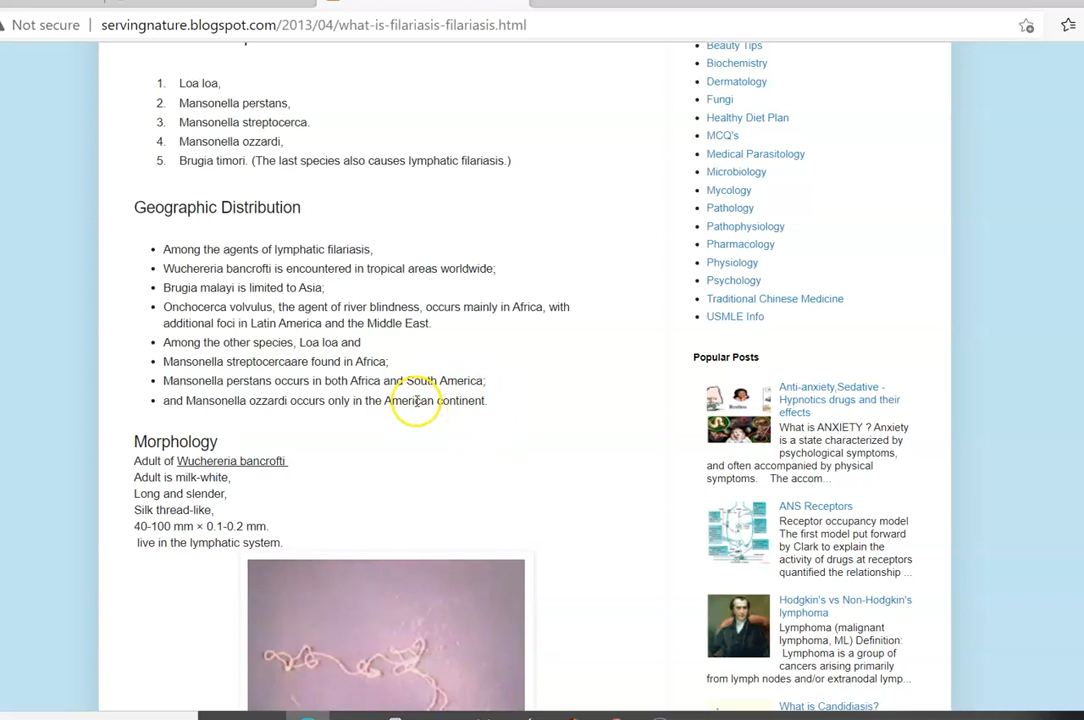 Not secure
servingnature.blogspot.com/2013/04/what-is-filariasis-filariasis.html
1. Loa loa,
2. Mansonella perstans,
3. Mansonella streptocerca.
4. Mansonella ozzardi,
5. Brugia timori. (The last species also causes lymphatic filariasis.)
Geographic Distribution
• Among the agents of lymphatic filariasis,
• Wuchereria bancrofti is encountered in tropical areas worldwide;
• Brugia malayi is limited to Asia;
• Onchocerca volvulus, the agent of river blindness, occurs mainly in Africa, with
additional foci in Latin America and the Middle East.
• Among the other species, Loa loa and
• Mansonella streptocercaare found in Africa;
• Mansonella perstans occurs in both Africa and South America;
• and Mansonella ozzardi occurs only in the American continent.
Morphology
Adult of Wuchereria bancrofti
Adult is milk-white,
Long and slender,
Silk thread-like,
40-100 mm × 0.1-0.2 mm.
live in the lymphatic system.
• Beauty Tips
• Biochemistry
• Dermatology
• Fungi
• Healthy Diet Plan
• MCQ's
• Medical Parasitology
• Microbiology
• Mycology
• Pathology
• Pathophysiology
• Pharmacology
• Physiology
• Psychology
• Traditional Chinese Medicine
• USMLE Info
Popular Posts
Anti-anxiety,Sedative -
Hypnotics drugs and their
effects
What is ANXIETY ? Anxiety
is a state characterized by
psychological symptoms,
and often accompanied by physical
symptoms. The accom...
ANS Receptors
Receptor occupancy model
The first model put forward
by Clark to explain the
activity of drugs at receptors
quantified the relationship ...
Hodgkin's vs Non-Hodgkin's
lymphoma
Lymphoma (malignant
lymphoma, ML) Definition:
Lymphoma is a group of
cancers arising primarily
from lymph nodes and/or extranodal lymp...
What is Candidiasis?